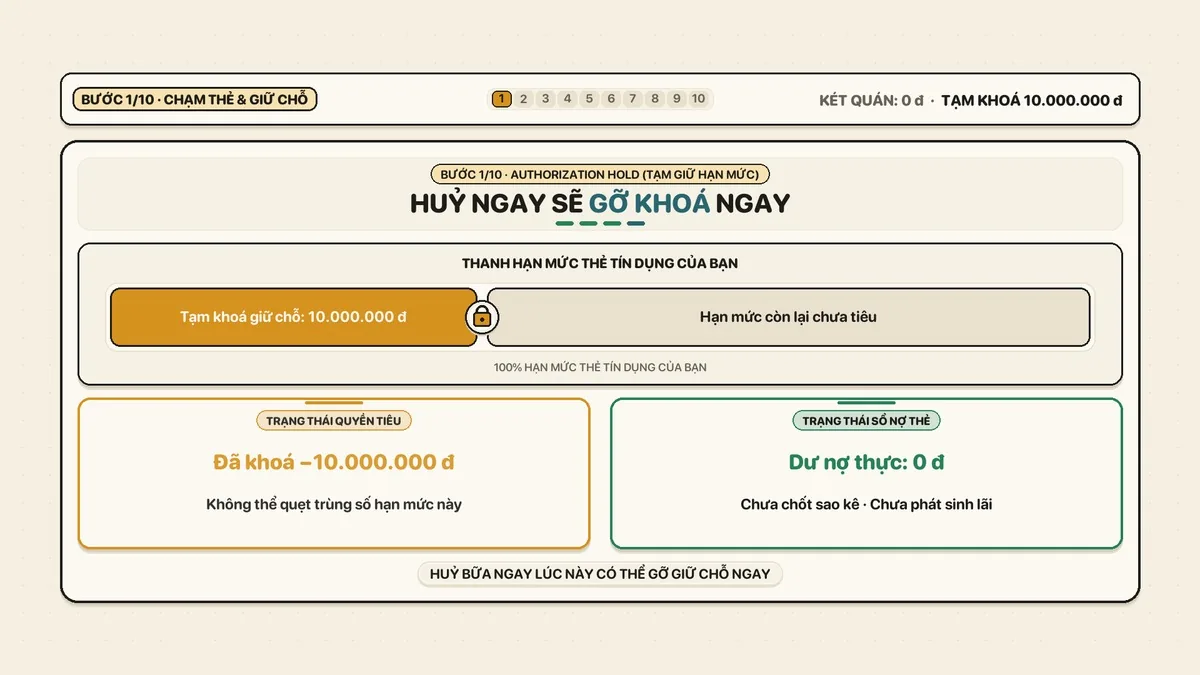 BƯỚC 1/10 · CHẠM THẺ & GIỮ CHỖ
1 2 3 4 5 6 7 8 9 10
KÉT QUÁN: 0 đ · TẠM KHOÁ 10.000.000 đ
BƯỚC 1/10 · AUTHORIZATION HOLD (TẠM GIỮ HẠN MỨC)
HUỶ NGAY SẼ GỠ KHOÁ NGAY
THANH HẠN MỨC THẺ TÍN DỤNG CỦA BẠN
Tạm khoá giữ chỗ: 10.000.000 đ
Hạn mức còn lại chưa tiêu
100% HẠN MỨC THẺ TÍN DỤNG CỦA BẠN
TRẠNG THÁI QUYỀN TIÊU
Đã khoá −10.000.000 đ
Không thể quẹt trùng số hạn mức này
TRẠNG THÁI SỔ NỢ THẺ
Dư nợ thực: 0 đ
Chưa chốt sao kê · Chưa phát sinh lãi
HUỶ BỮA NGAY LÚC NÀY CÓ THỂ GỠ GIỮ CHỖ NGAY